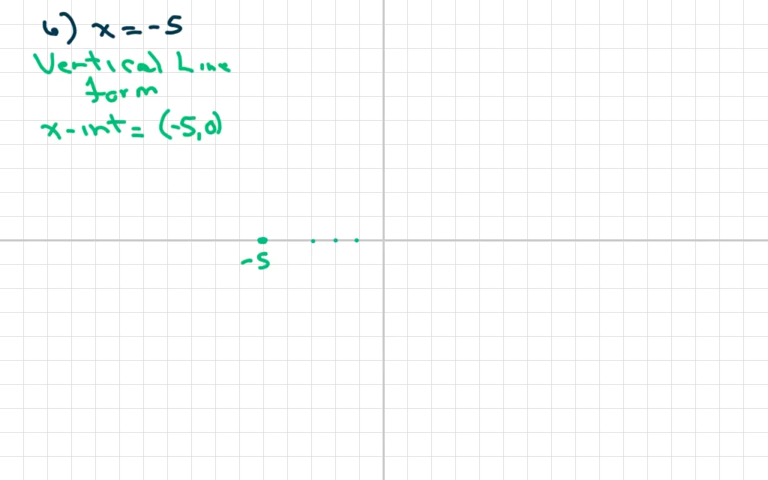 6) x = -5
Vertical Line
form
x-int = (-5,0)
-5